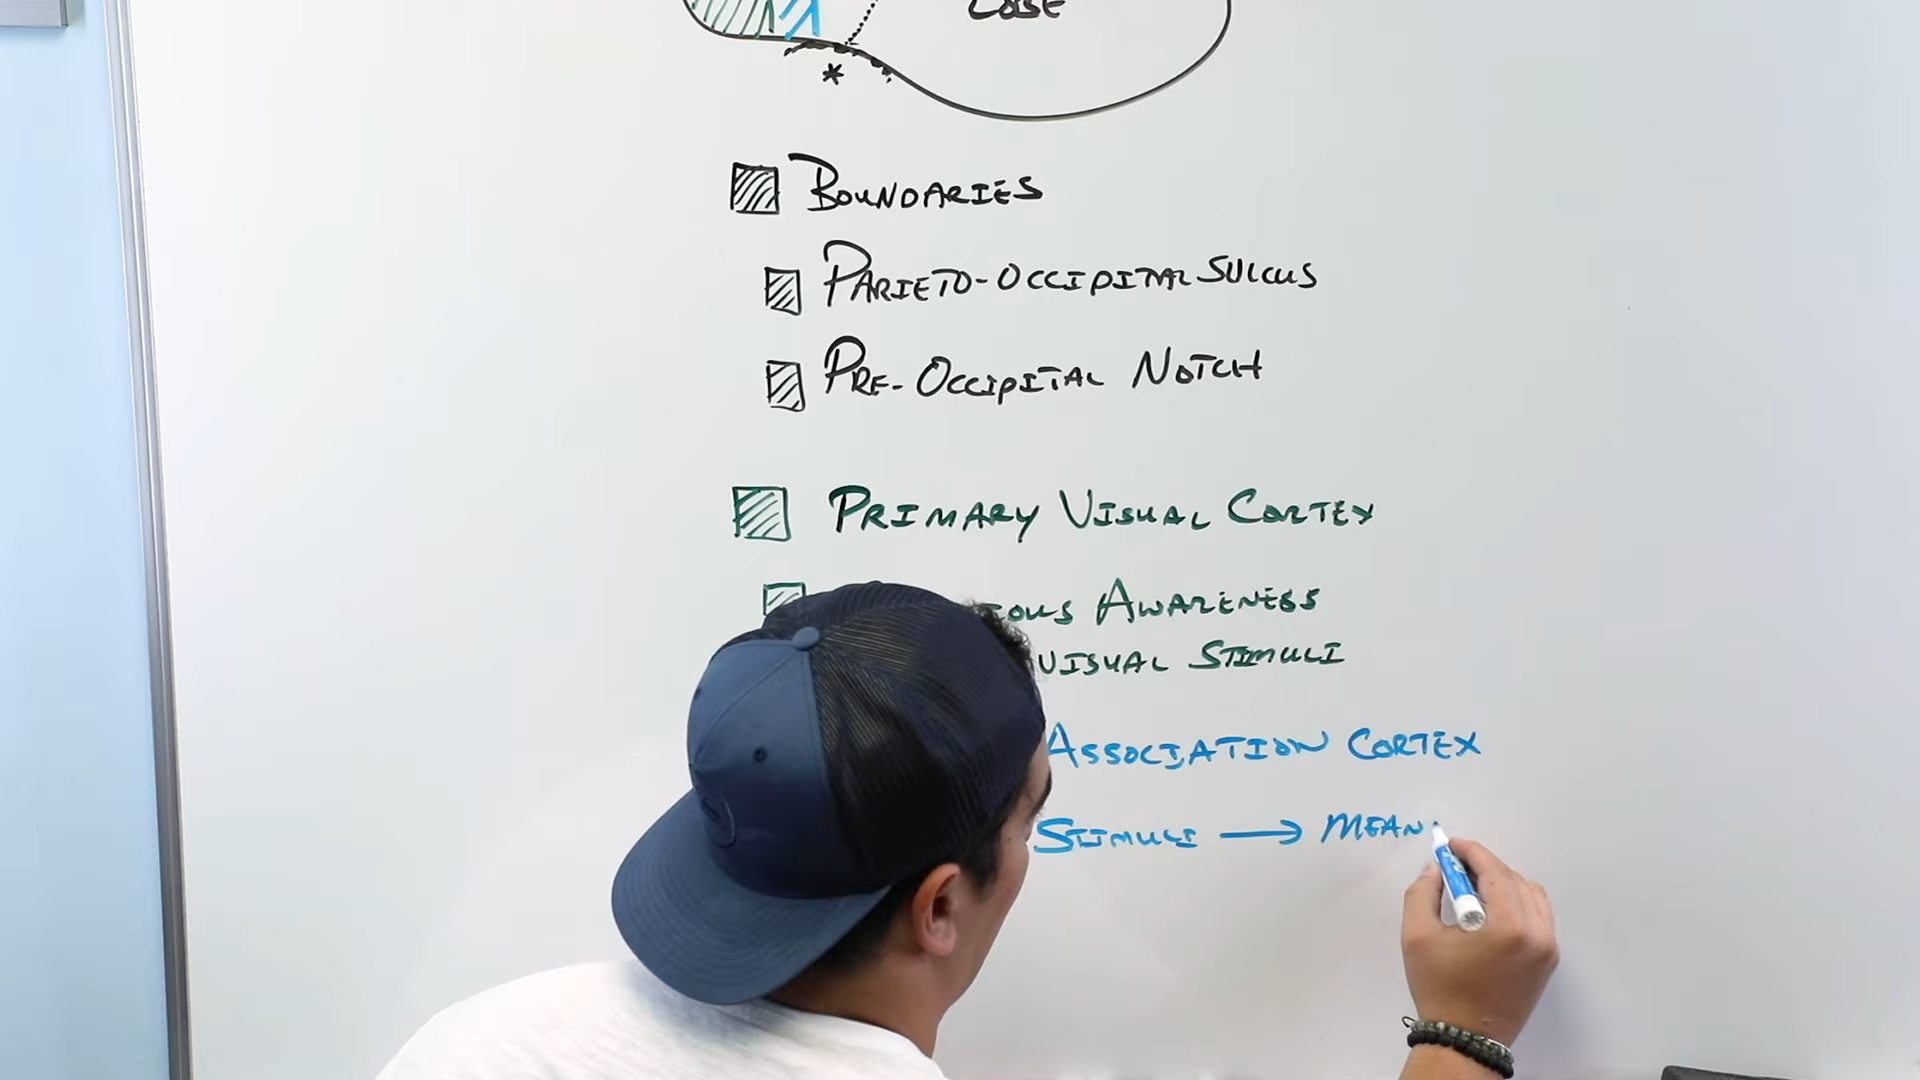 LOBE
*
BOUNDARIES
PARIETO-OCCIPITAL SULCUS
PRE-OCCIPITAL NOTCH
PRIMARY VISUAL CORTEX
AWARENESS
VISUAL STIMULI
ASSOCIATION CORTEX
STIMULI → MEAN